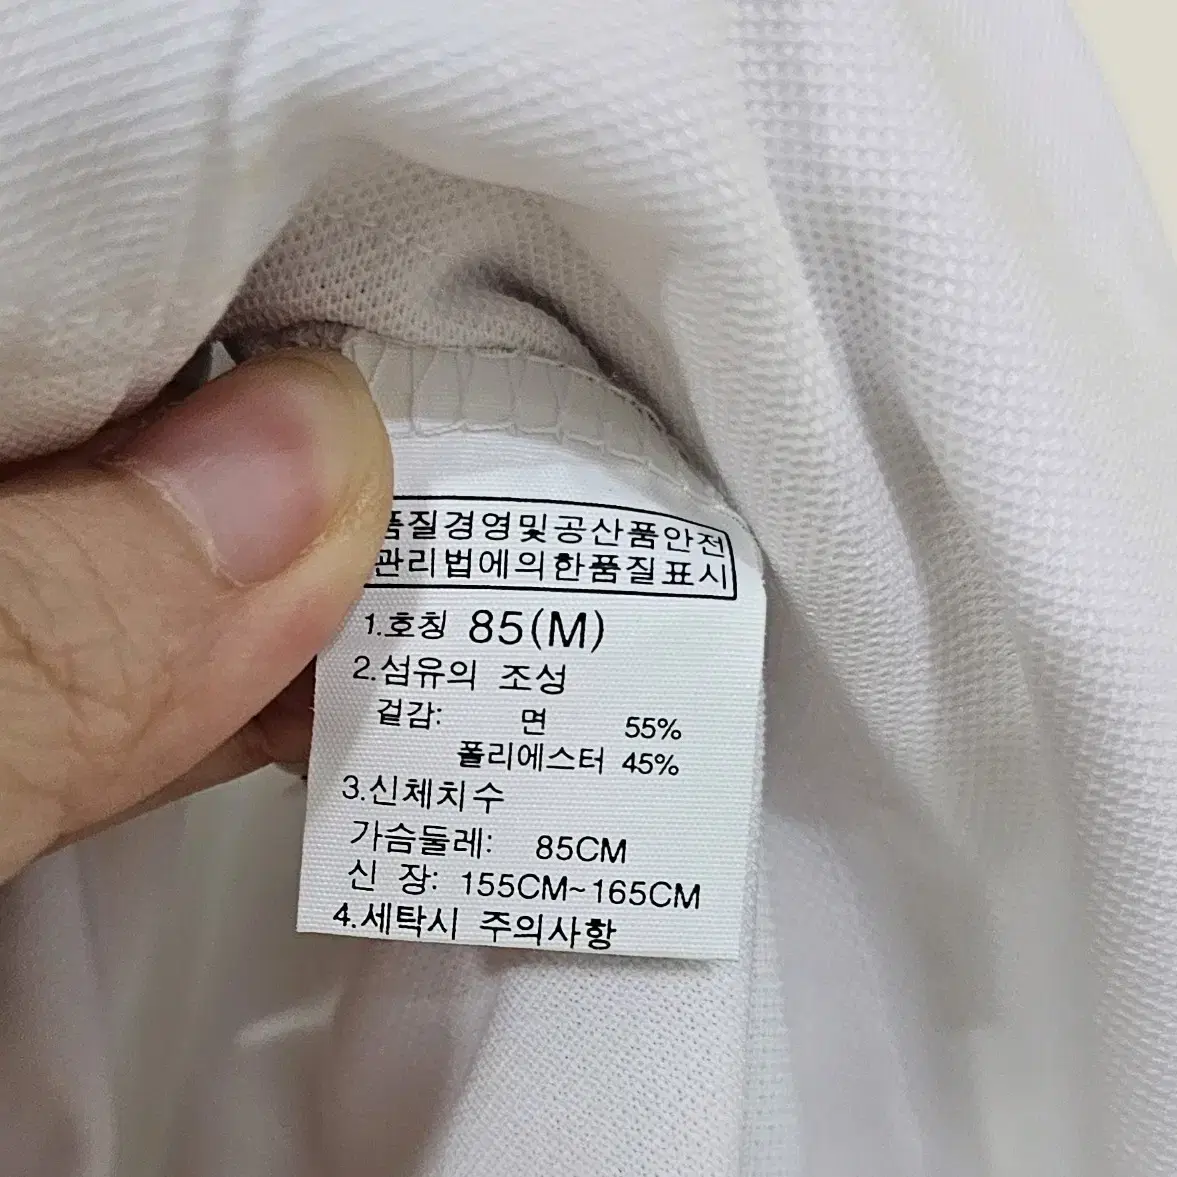 품질경영및공산품안전
관리법에의한품질표시
1.호칭 85(M)
2.섬유의 조성
겉감: 면 55%
폴리에스터 45%
3.신체치수
가슴둘레: 85CM
신 장: 155CM~165CM
4.세탁시 주의사항